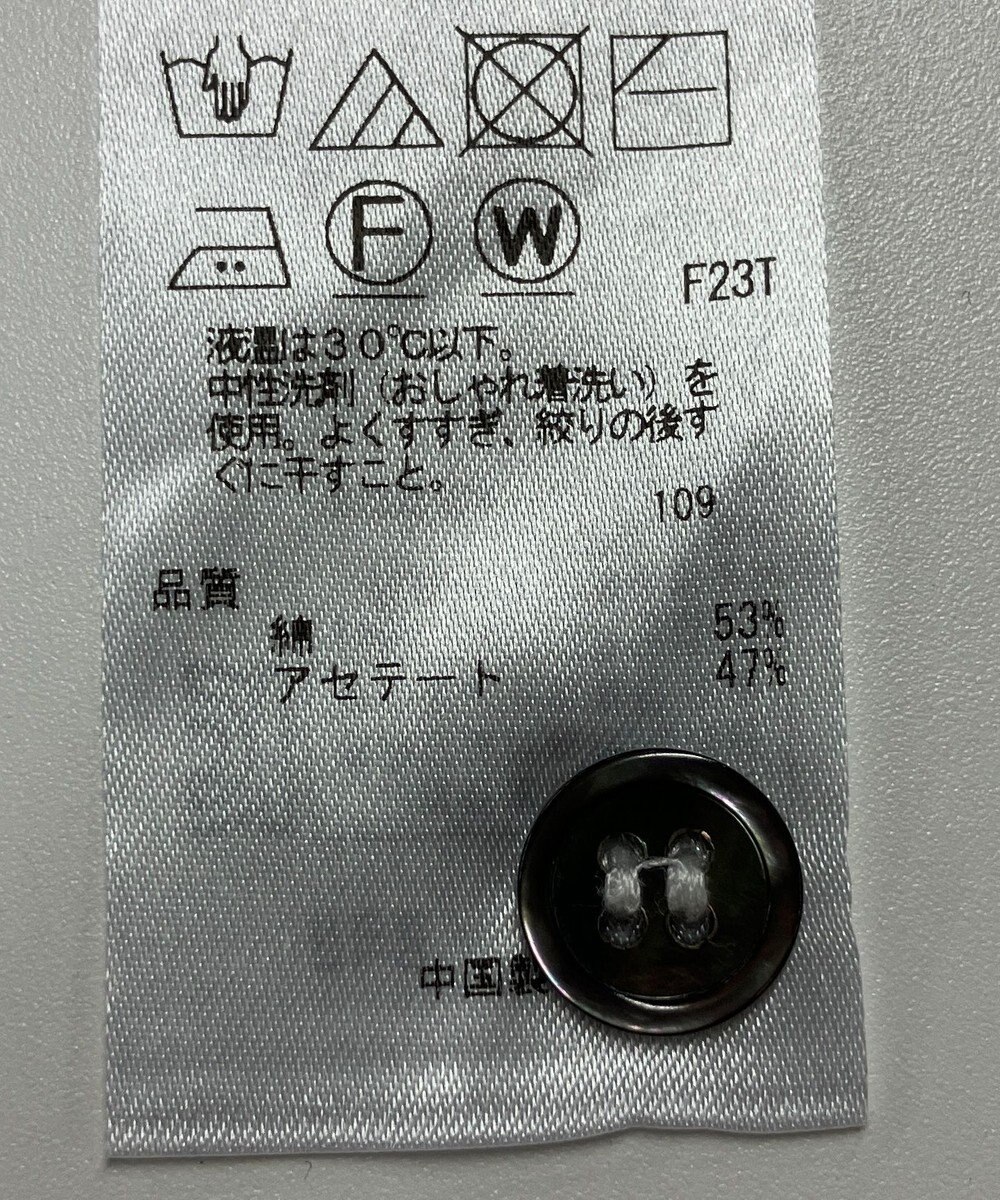 F
W
F23T
液温は30℃以下。
中性洗剤（おしゃれ着洗い）を
使用。よくすすぎ、絞りの後す
ぐに干すこと。
109
品質
綿 53%
アセテート 47%
中国製